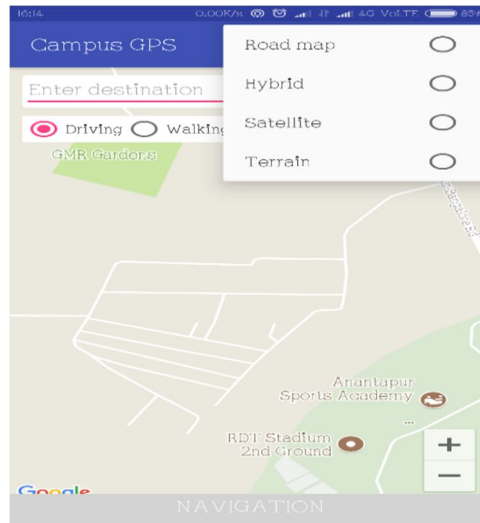 16:14 0.00K/s 4G VoLTE 85%
Campus GPS
Road map
Hybrid
Satellite
Terrain
Enter destination
Driving Walking
GMR Gardens
Anantapur
Sports Academy
RDT Stadium
2nd Ground
+
−
Google
NAVIGATION